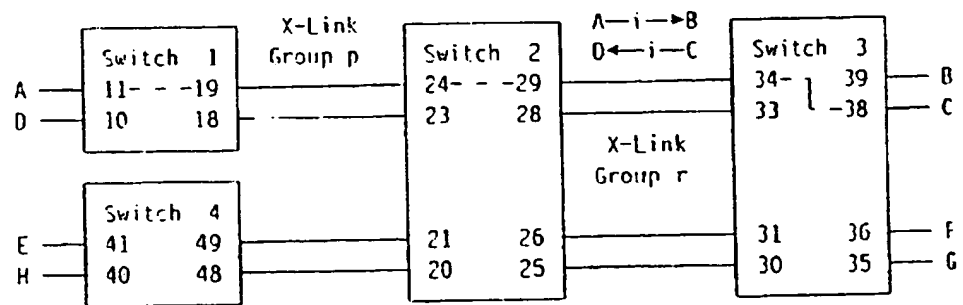 X-Link
Group p
A—i—►B
D◄—i—C
Switch 1
Switch 2
Switch 3
A 11- - -19 24- - -29 34- 39 B
D 10 18 23 28 33 -38 C
X-Link
Group r
Switch 4
E 41 49 21 26 31 36 F
H 40 48 20 25 30 35 G